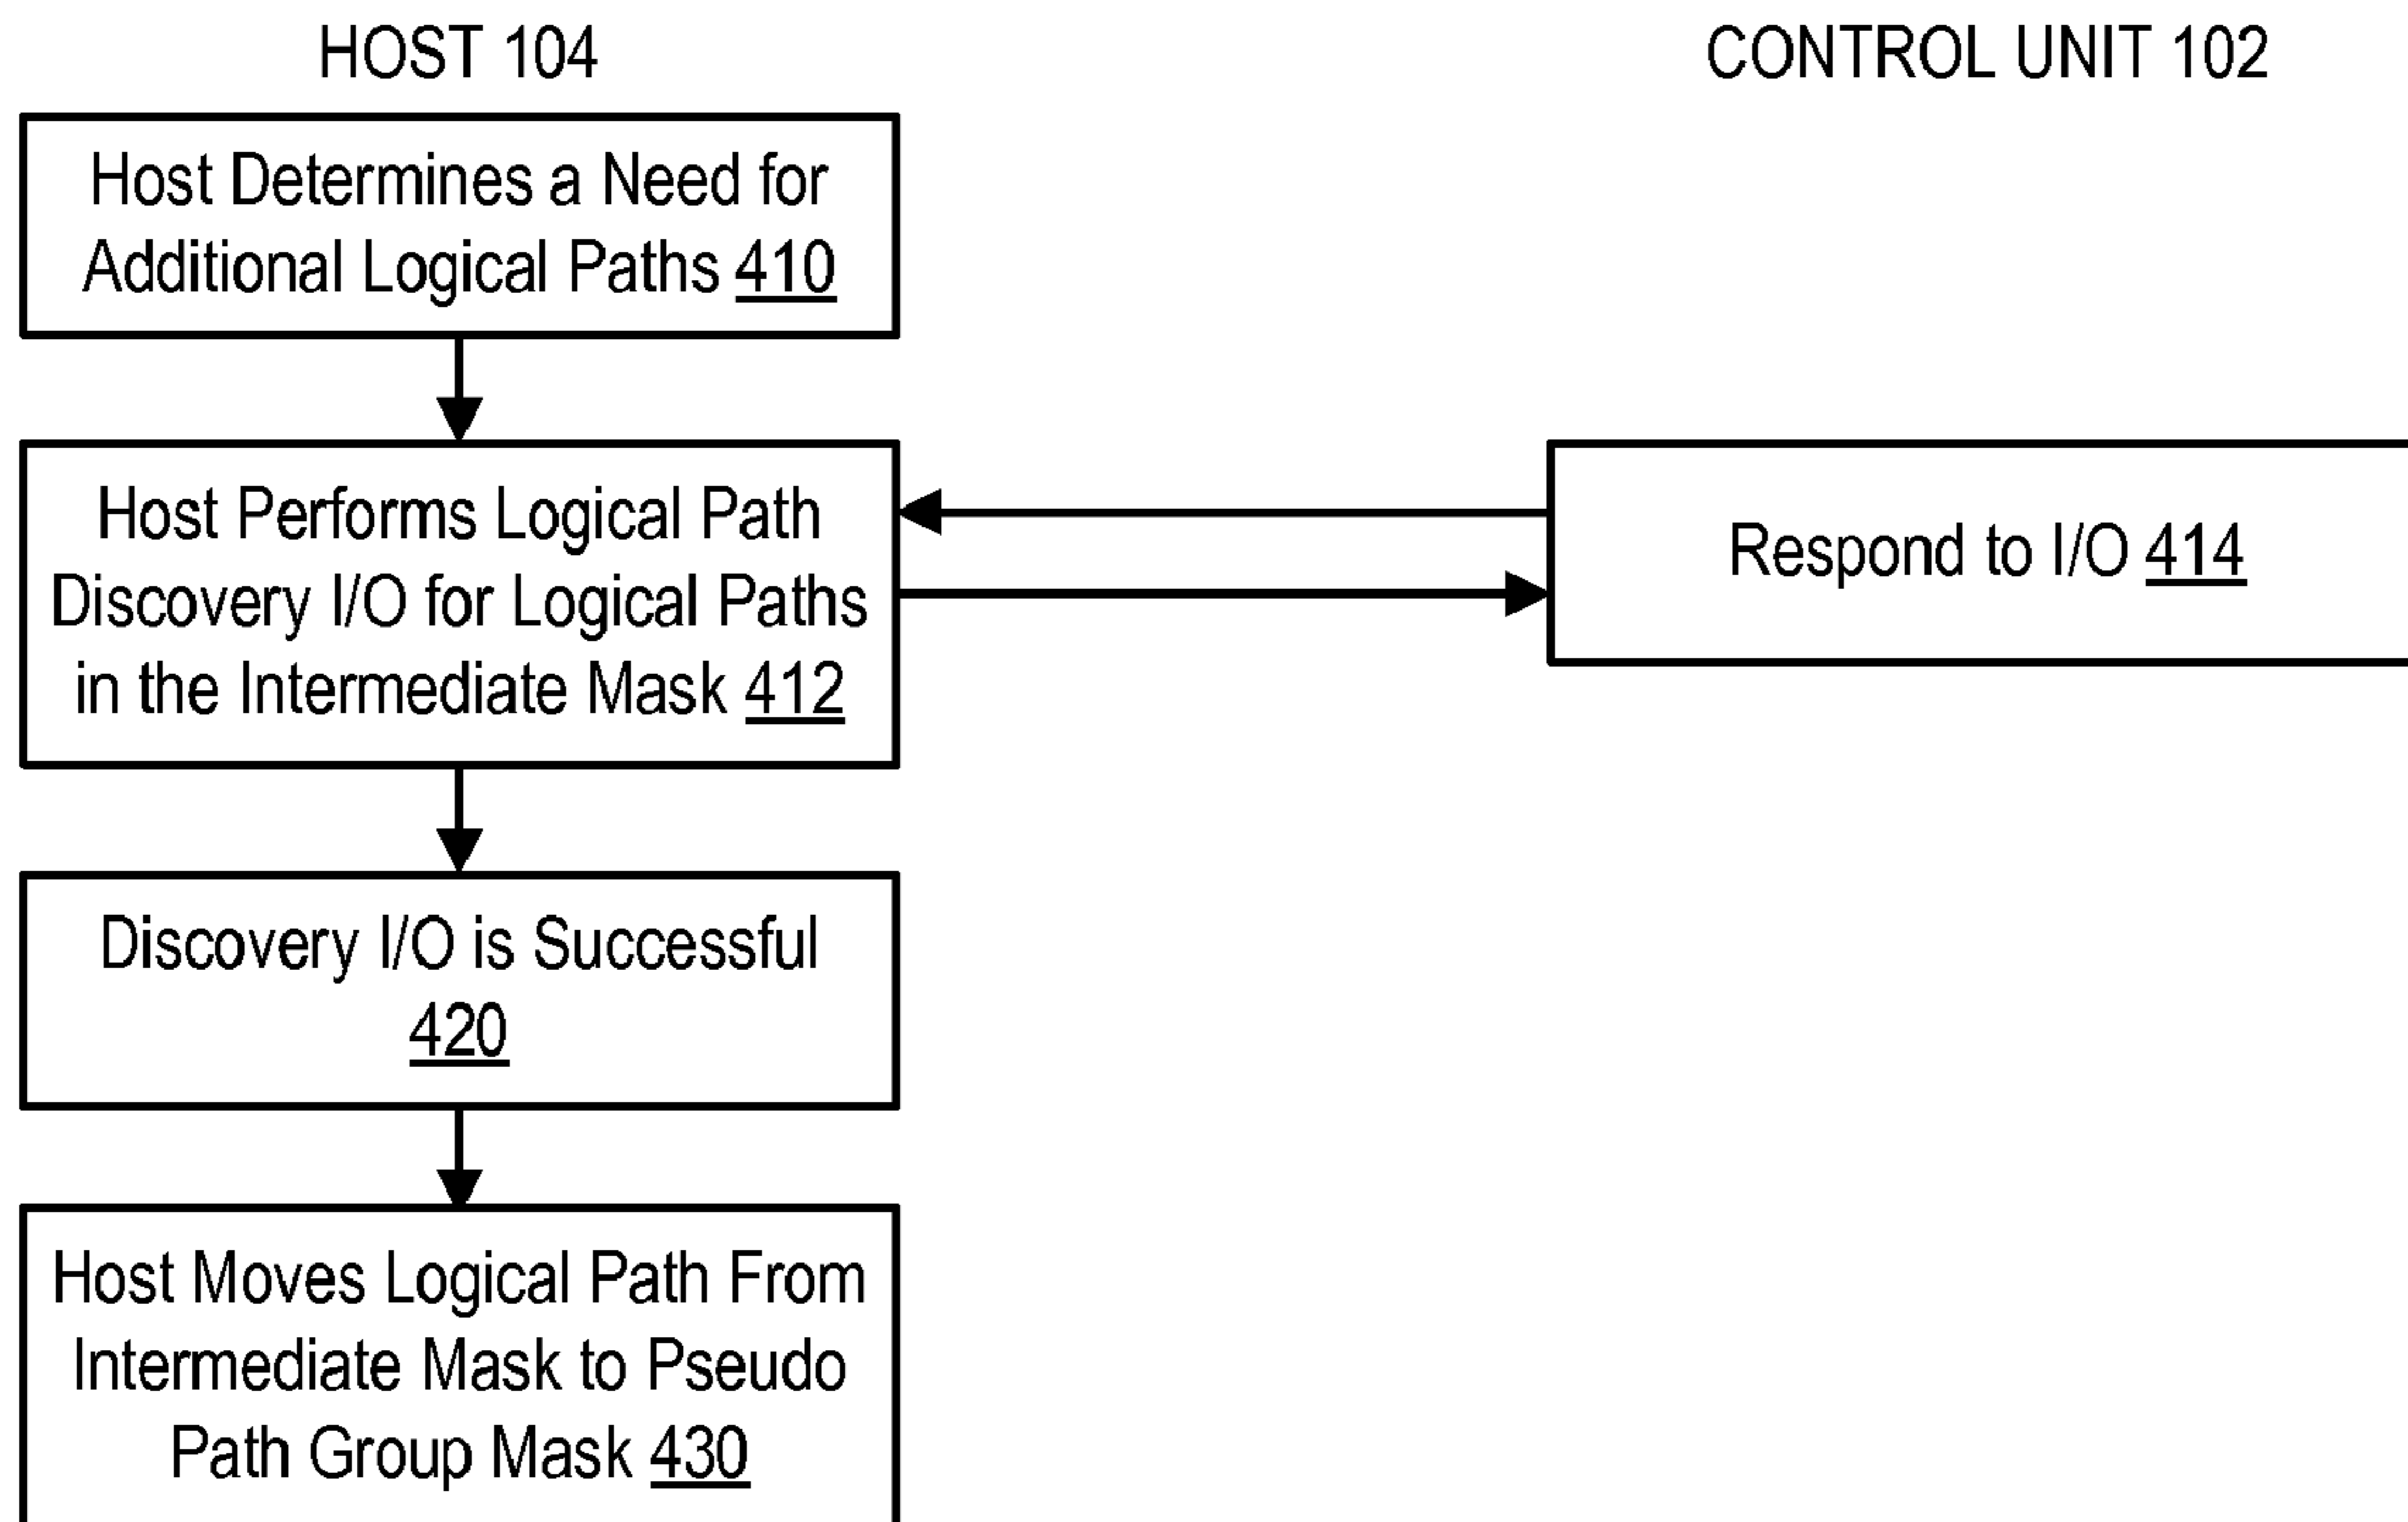 HOST 104
CONTROL UNIT 102
Host Determines a Need for
Additional Logical Paths 410
Host Performs Logical Path
Discovery I/O for Logical Paths
in the Intermediate Mask 412
Respond to I/O 414
Discovery I/O is Successful
420
Host Moves Logical Path From
Intermediate Mask to Pseudo
Path Group Mask 430